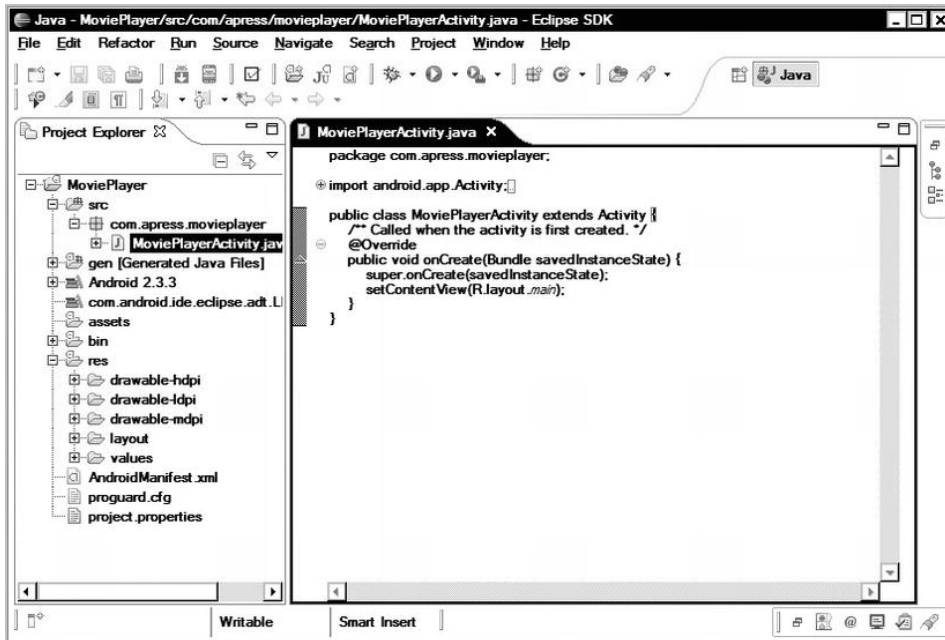 Java - MoviePlayer/src/com/apress/movieplayer/MoviePlayerActivity.java - Eclipse SDK
File Edit Refactor Run Source Navigate Search Project Window Help
Java
Project Explorer
MoviePlayer
src
com.apress.movieplayer
MoviePlayerActivity.jav
gen [Generated Java Files]
Android 2.3.3
com.android.ide.eclipse.adt.LI
assets
bin
res
drawable-hdpi
drawable-ldpi
drawable-mdpi
layout
values
AndroidManifest.xml
proguard.cfg
project.properties
MoviePlayerActivity.java
package com.apress.movieplayer;
import android.app.Activity;
public class MoviePlayerActivity extends Activity {
/** Called when the activity is first created. */
@Override
public void onCreate(Bundle savedInstanceState) {
super.onCreate(savedInstanceState);
setContentView(R.layout.main);
}
}
Writable Smart Insert